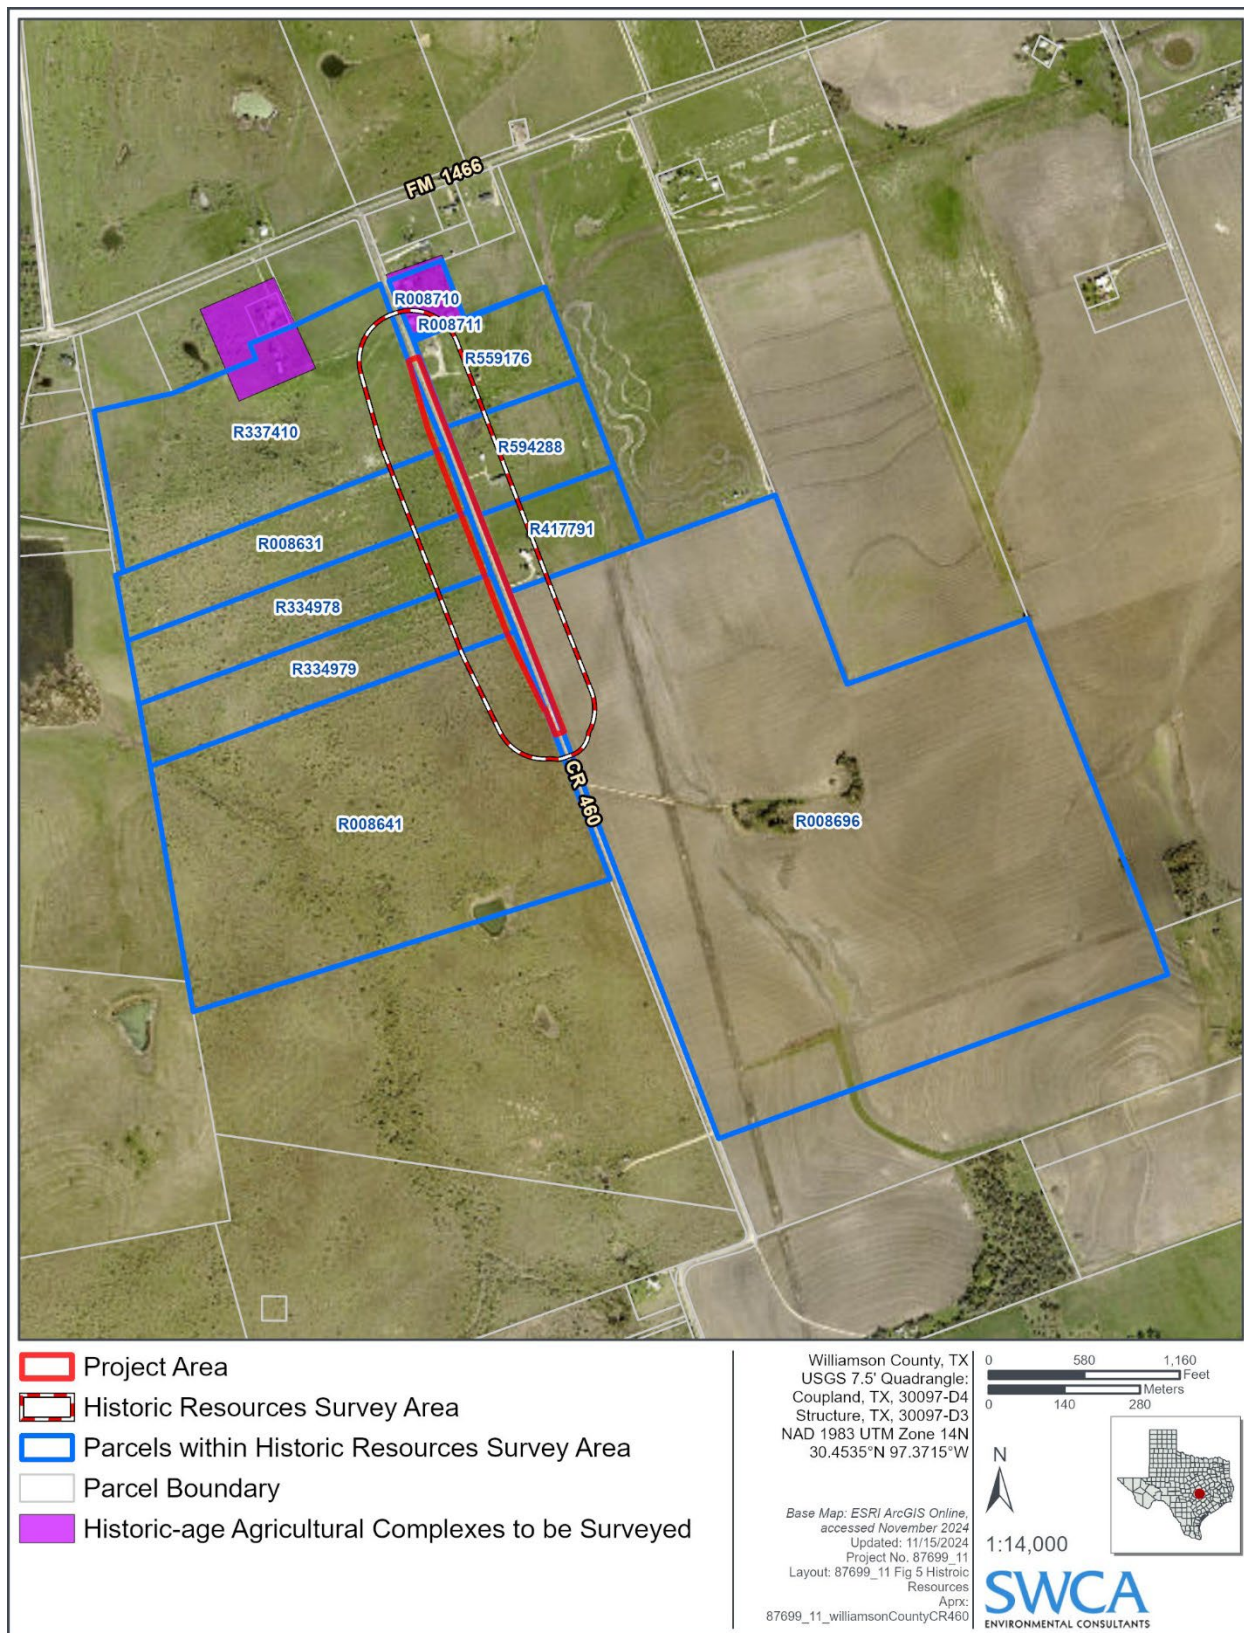 FM 1466
R008710
R008711
R559176
R337410
R594288
R417791
R008631
R334978
R334979
CR 460
R008641
R008696
Project Area
Historic Resources Survey Area
Parcels within Historic Resources Survey Area
Parcel Boundary
Historic-age Agricultural Complexes to be Surveyed
Williamson County, TX
USGS 7.5' Quadrangle:
Coupland, TX, 30097-D4
Structure, TX, 30097-D3
NAD 1983 UTM Zone 14N
30.4535°N 97.3715°W
Base Map: ESRI ArcGIS Online,
accessed November 2024
Updated: 11/15/2024
Project No. 87699_11
Layout: 87699_11 Fig 5 Histroic
Resources
Aprx:
87699_11_williamsonCountyCR460
0 580 1,160
Feet
Meters
0 140 280
N
1:14,000
SWCA
ENVIRONMENTAL CONSULTANTS